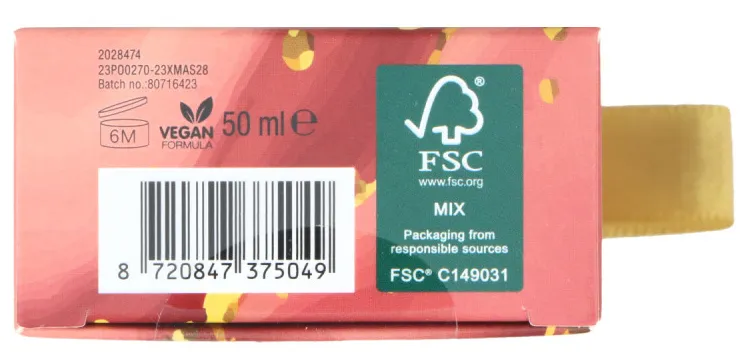 2028474
23PO0270-23XMAS28
Batch no.:80716423
6M
VEGAN
FORMULA
50 ml ℮
8 720847 375049
®
FSC
www.fsc.org
MIX
Packaging from
responsible sources
FSC® C149031